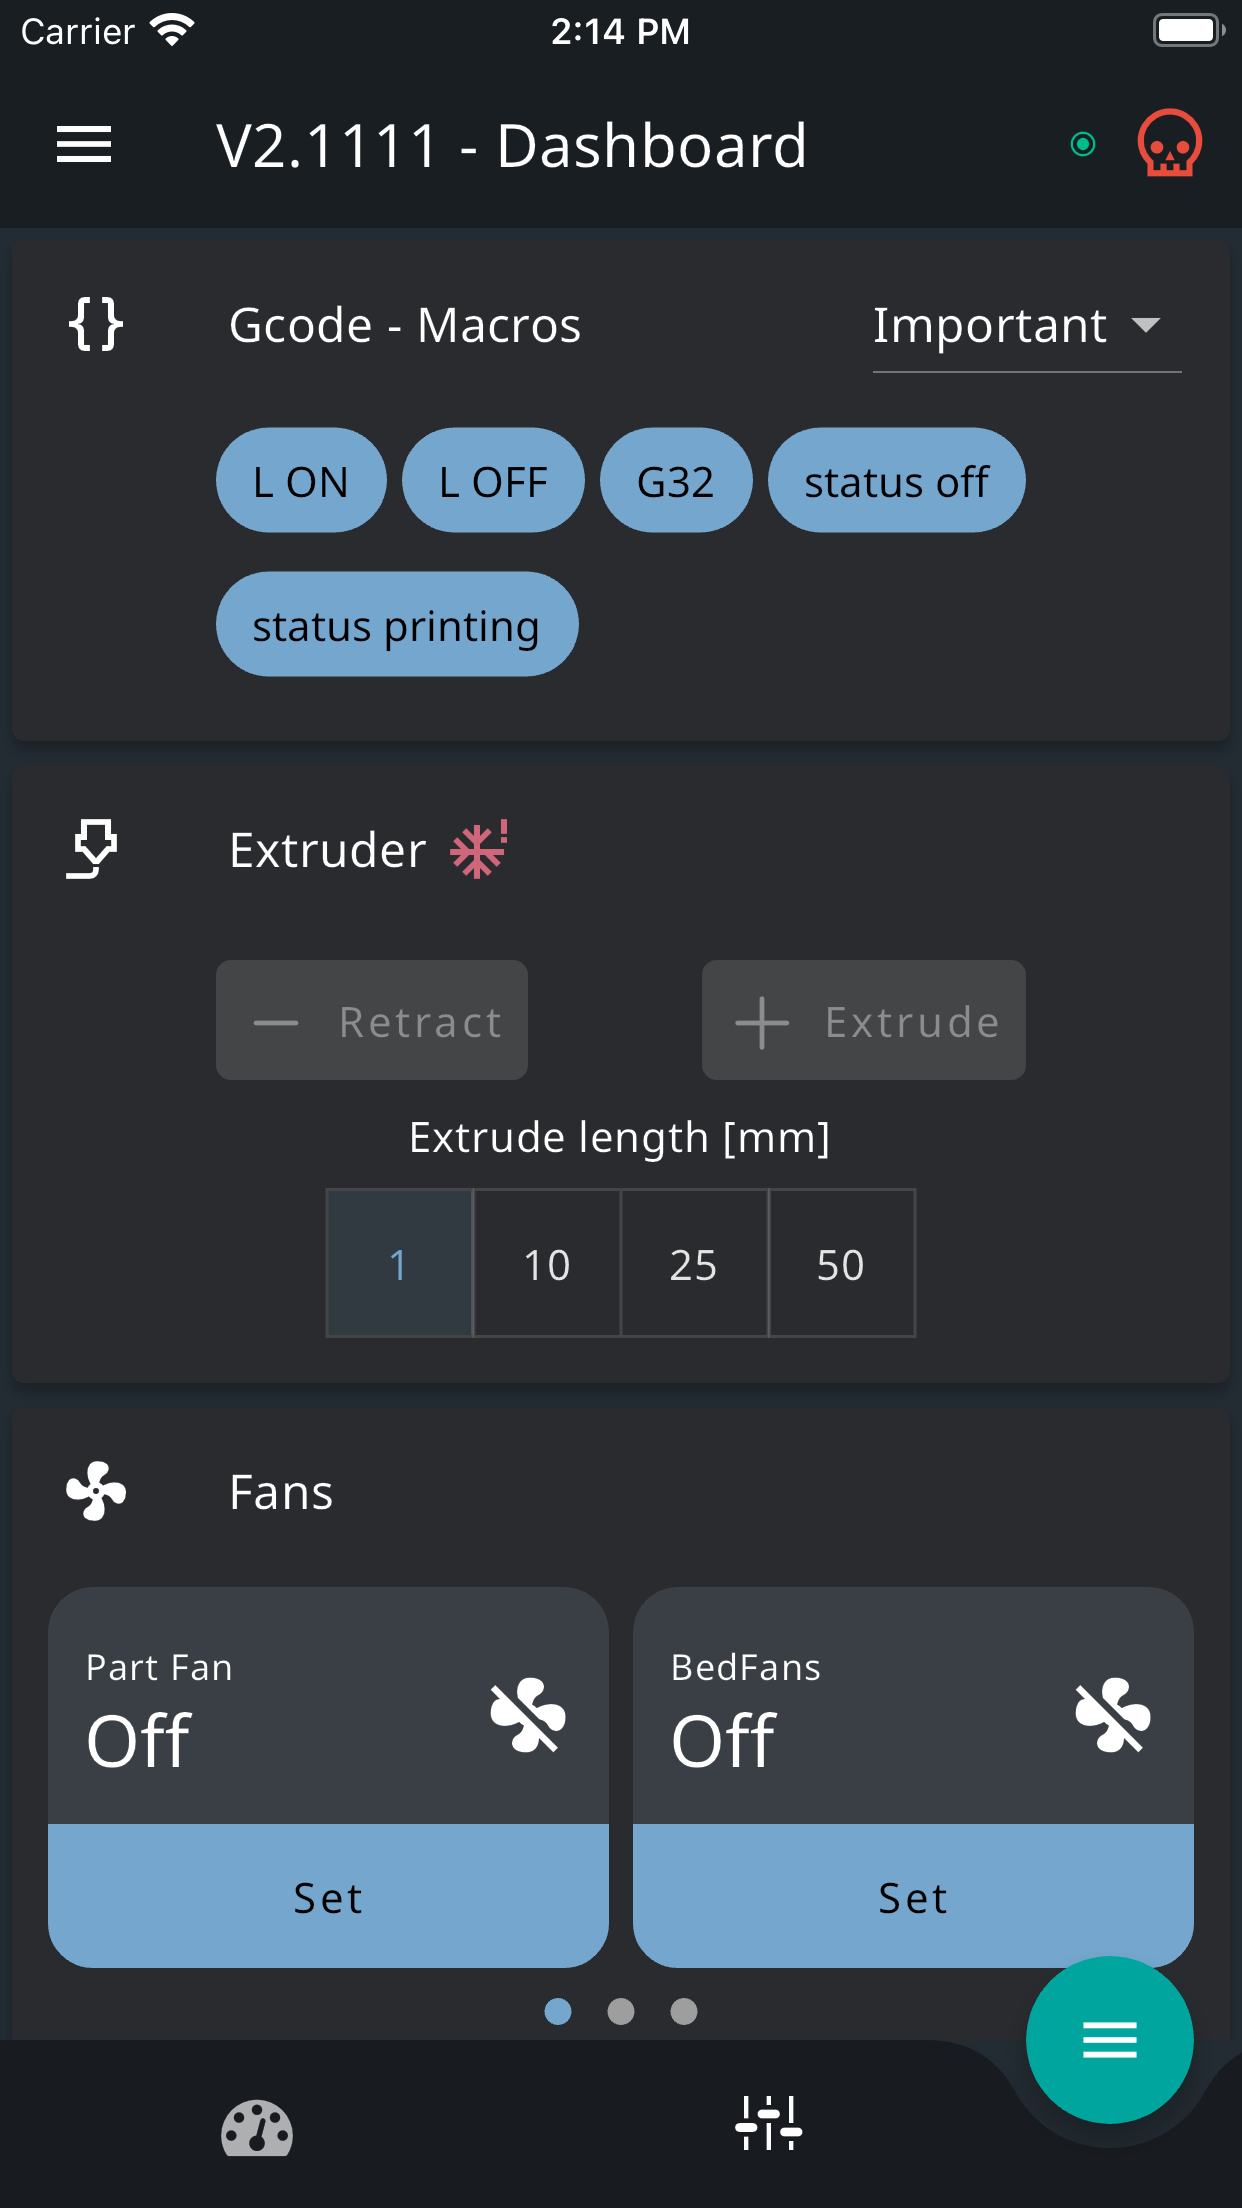 Carrier 2:14 PM
V2.1111 - Dashboard
{} Gcode - Macros Important
L ON L OFF G32 status off
status printing
Extruder
Retract Extrude
Extrude length [mm]
1 10 25 50
Fans
Part Fan BedFans
Off Off
Set Set